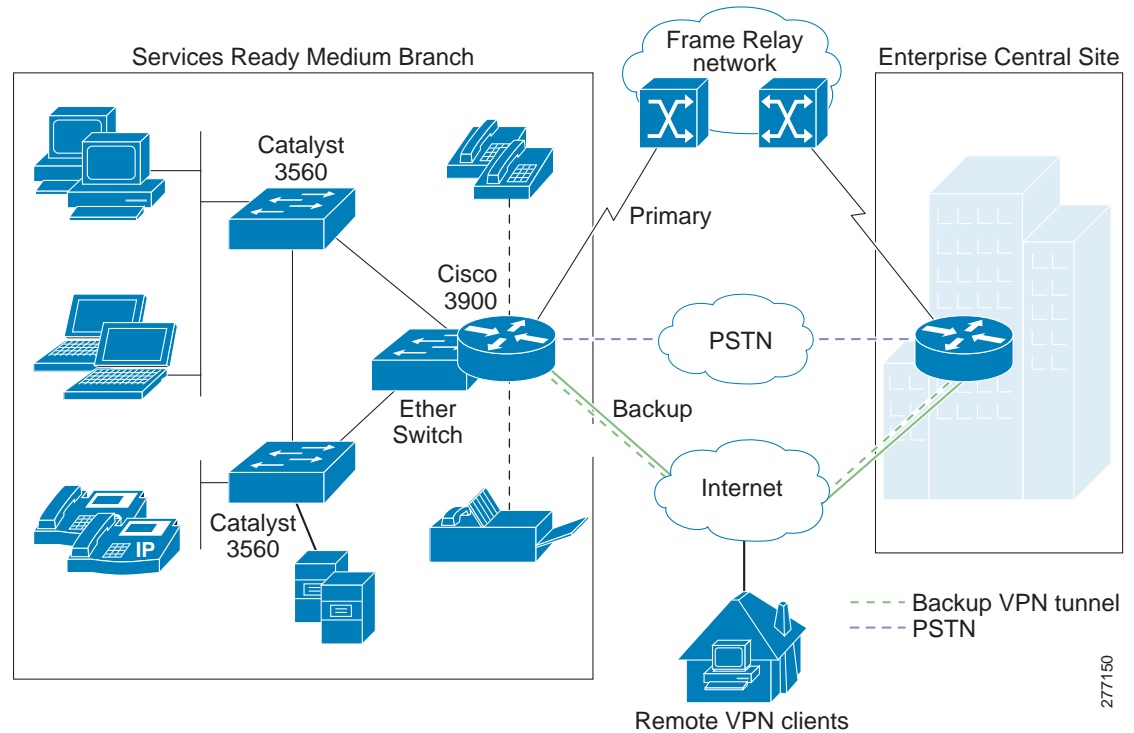 Services Ready Medium Branch
Frame Relay
network
Enterprise Central Site
Catalyst
3560
Primary
Cisco
3900
PSTN
Ether
Switch
Backup
Internet
Catalyst
3560
IP
Backup VPN tunnel
PSTN
Remote VPN clients
277150